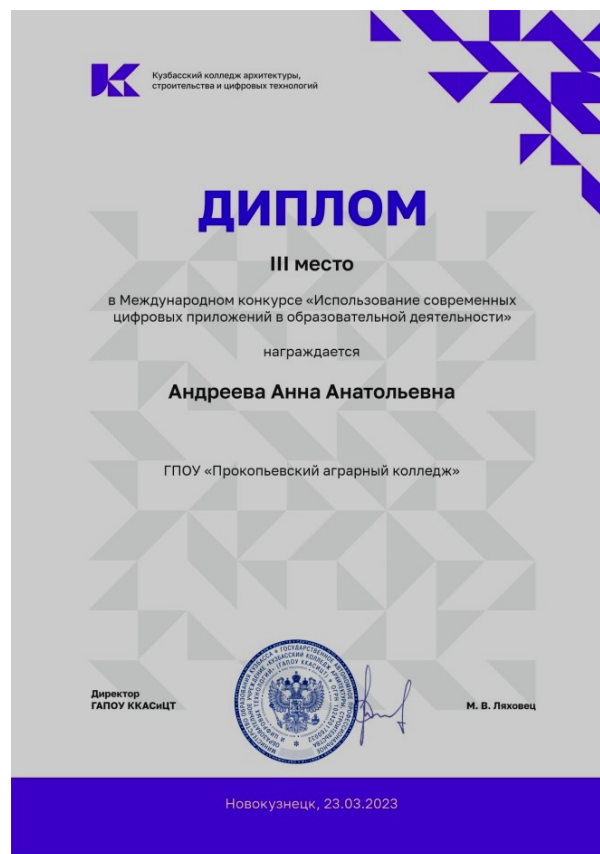 Кузбасский колледж архитектуры,
строительства и цифровых технологий
ДИПЛОМ
III место
в Международном конкурсе «Использование современных
цифровых приложений в образовательной деятельности»
награждается
Андреева Анна Анатольевна
ГПОУ «Прокопьевский аграрный колледж»
Директор
ГАПОУ ККАСиЦТ
М. В. Ляховец
Новокузнецк, 23.03.2023